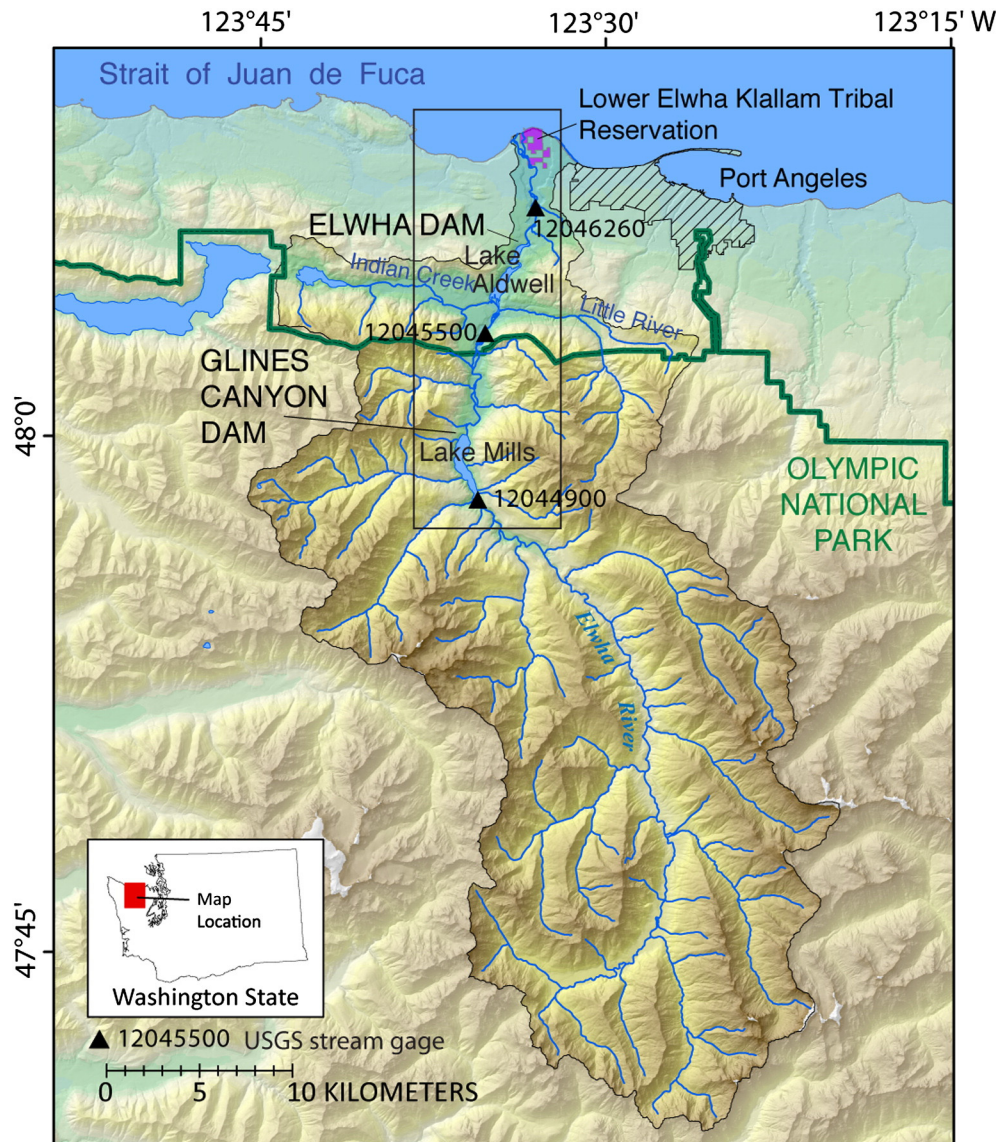 123°45'
123°30'
123°15' W
Strait of Juan de Fuca
Lower Elwha Klallam Tribal
Reservation
Port Angeles
ELWHA DAM
12046260
Lake
Aldwell
Indian Creek
Little River
12045500
GLINES
CANYON
DAM
48°0'
Lake Mills
12044900
OLYMPIC
NATIONAL
PARK
Elwha
River
47°45'
Map
Location
Washington State
12045500 USGS stream gage
0 5 10 KILOMETERS